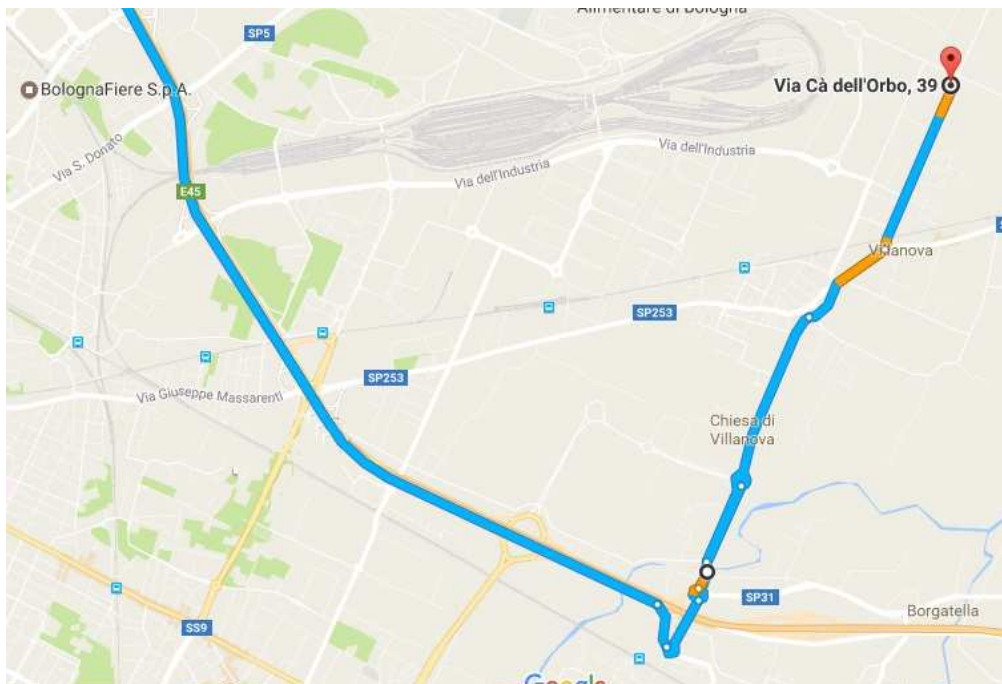 Alimentare di Bologna
SP5
BolognaFiere S.p.A.
Via Cà dell'Orbo, 39
Via S. Donato
Via dell'Industria
Via dell'Industria
E45
Villanova
SP253
SP253
Via Giuseppe Massarenti
Chiesa di
Villanova
SP31
Borgatella
SS9
Google